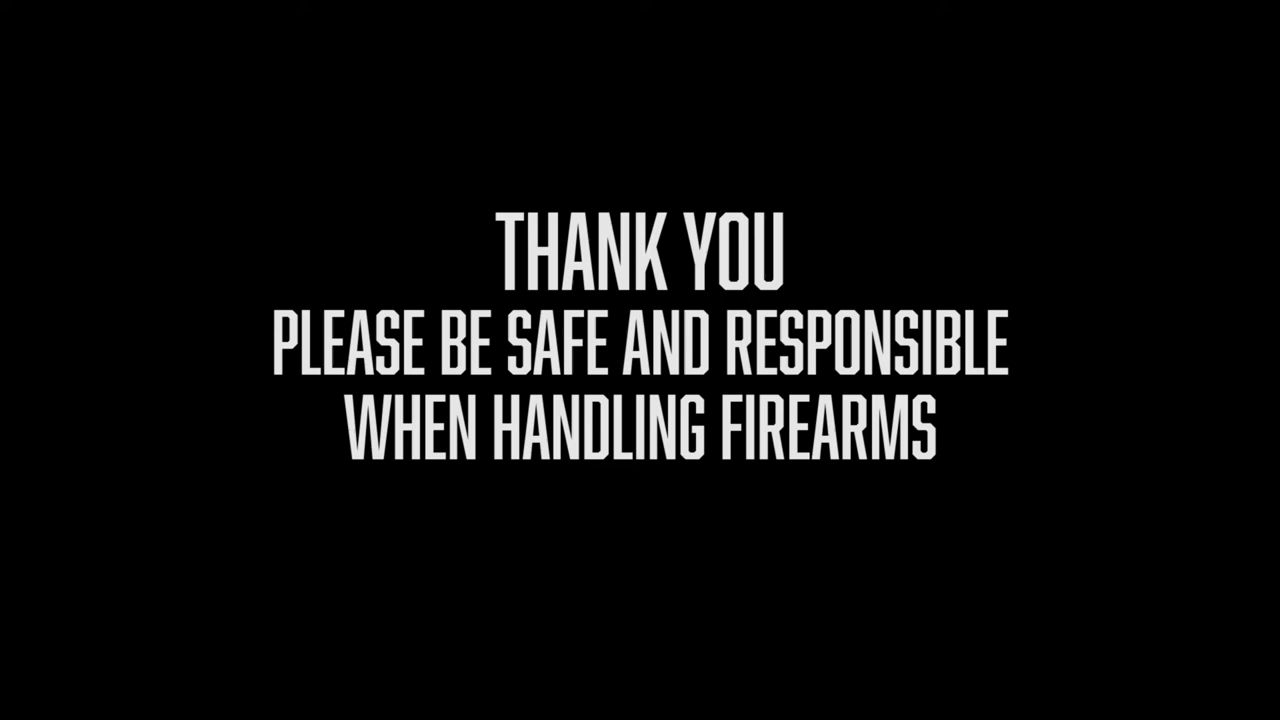 THANK YOU
PLEASE BE SAFE AND RESPONSIBLE
WHEN HANDLING FIREARMS